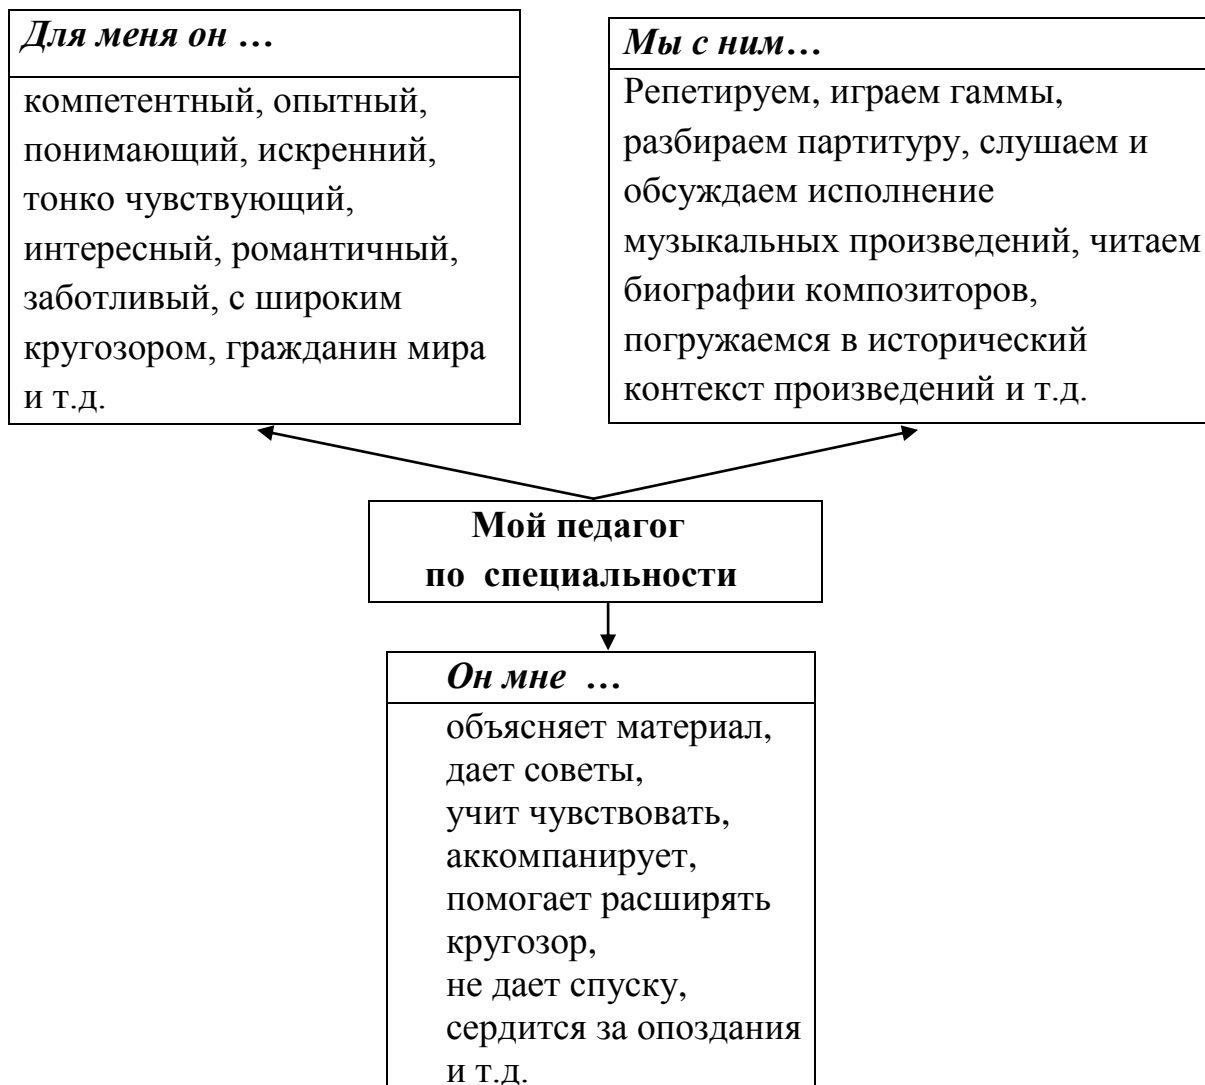 Для меня он …
компетентный, опытный,
понимающий, искренний,
тонко чувствующий,
интересный, романтичный,
заботливый, с широким
кругозором, гражданин мира
и т.д.
Мы с ним…
Репетируем, играем гаммы,
разбираем партитуру, слушаем и
обсуждаем исполнение
музыкальных произведений, читаем
биографии композиторов,
погружаемся в исторический
контекст произведений и т.д.
Мой педагог
по специальности
Он мне …
объясняет материал,
дает советы,
учит чувствовать,
аккомпанирует,
помогает расширять
кругозор,
не дает спуску,
сердится за опоздания
и т.д.